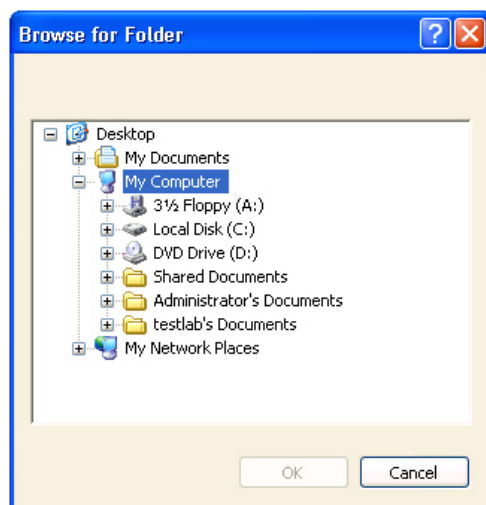 Browse for Folder
Desktop
My Documents
My Computer
3½ Floppy (A:)
Local Disk (C:)
DVD Drive (D:)
Shared Documents
Administrator's Documents
testlab's Documents
My Network Places
OK
Cancel